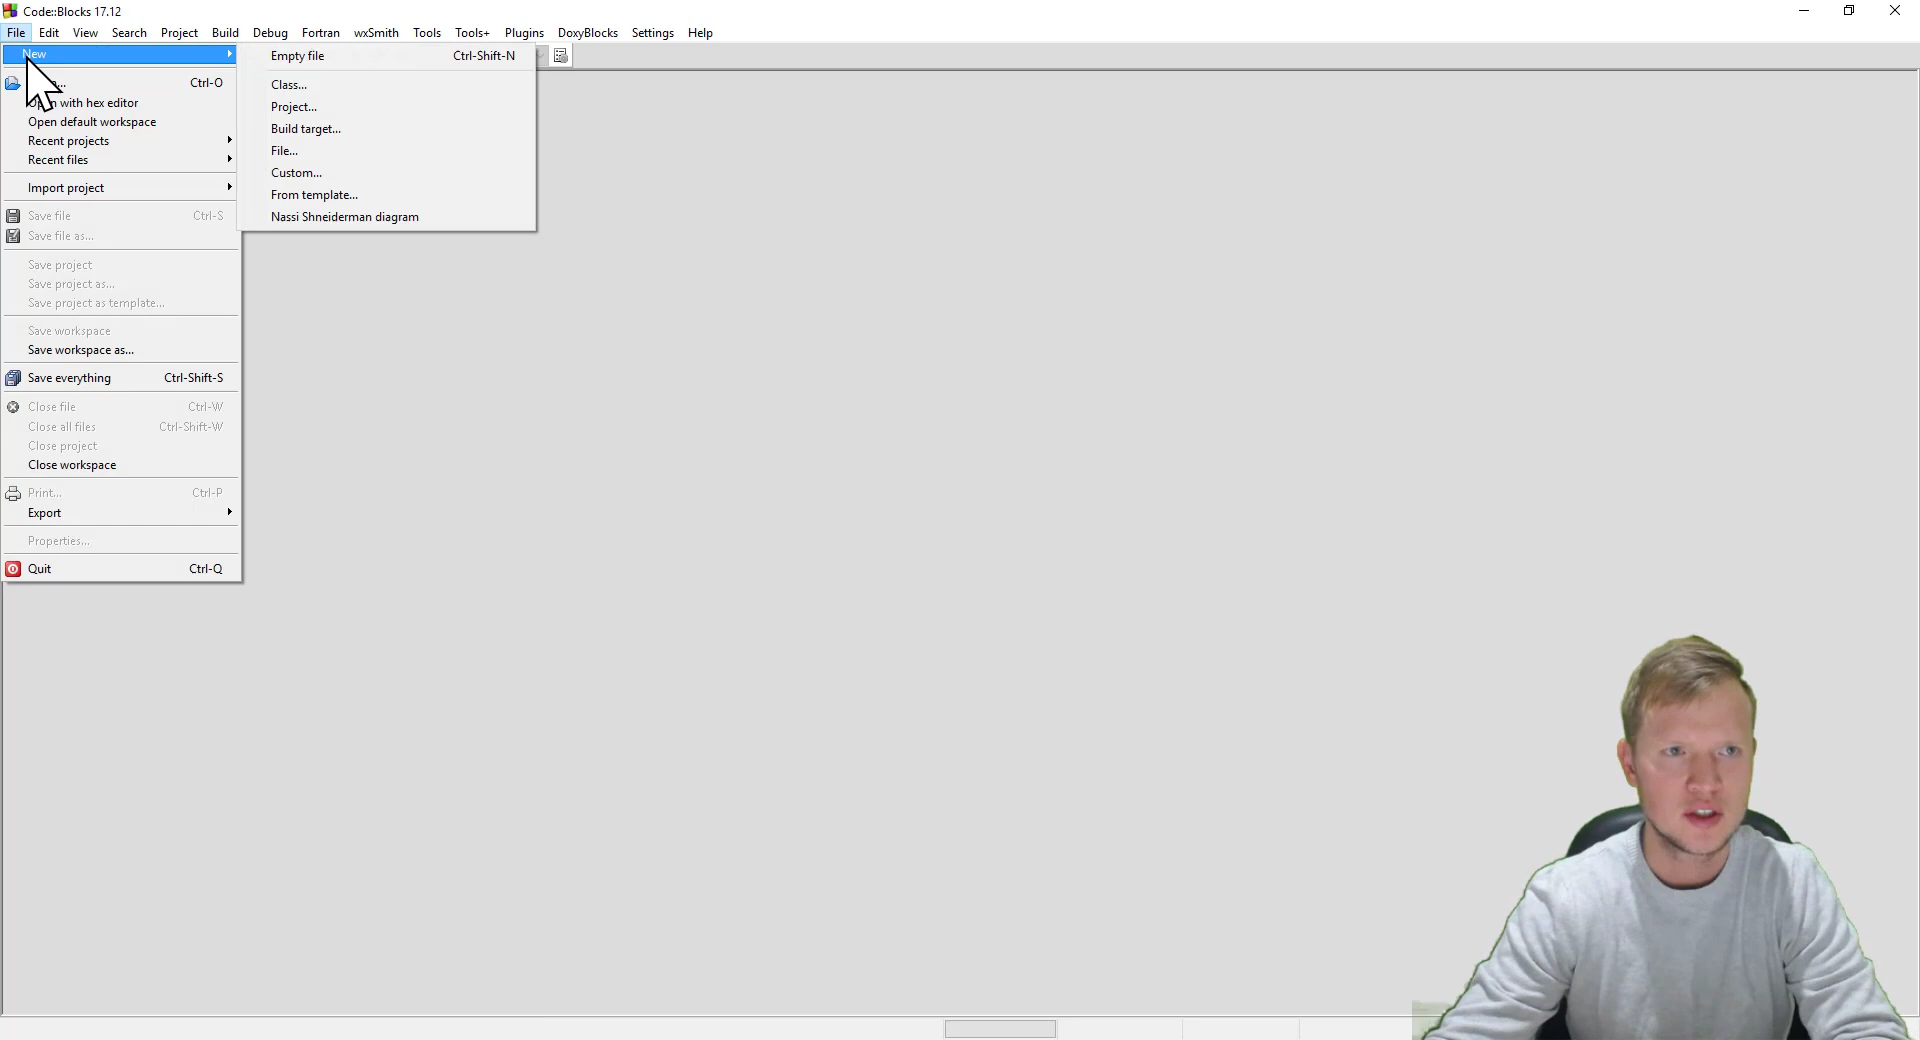 Code::Blocks 17.12
File Edit View Search Project Build Debug Fortran wxSmith Tools Tools+ Plugins DoxyBlocks Settings Help
New
Ctrl-O
with hex editor
Open default workspace
Recent projects
Recent files
Import project
Save file Ctrl-S
Save file as...
Save project
Save project as...
Save project as template...
Save workspace
Save workspace as...
Save everything Ctrl-Shift-S
Close file Ctrl-W
Close all files Ctrl-Shift-W
Close project
Close workspace
Print... Ctrl-P
Export
Properties...
Quit Ctrl-Q
Empty file Ctrl-Shift-N
Class...
Project...
Build target...
File...
Custom...
From template...
Nassi Shneiderman diagram